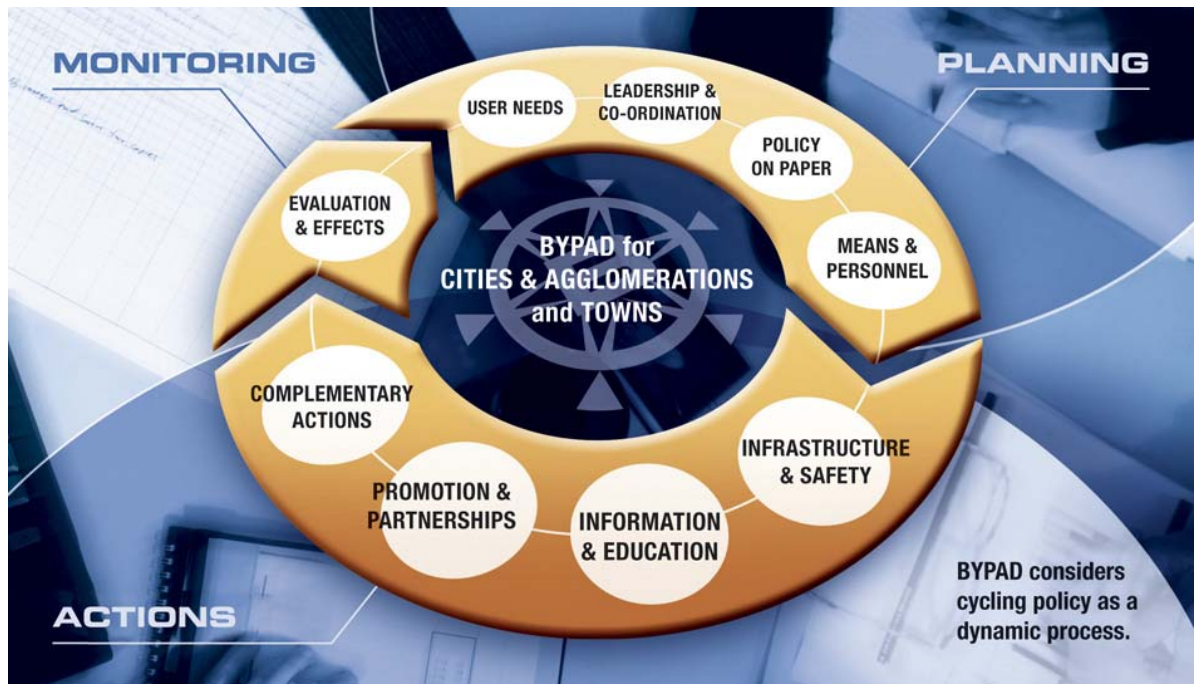 MONITORING
PLANNING
USER NEEDS
LEADERSHIP &
CO-ORDINATION
POLICY
ON PAPER
MEANS &
PERSONNEL
EVALUATION
& EFFECTS
BYPAD for
CITIES & AGGLOMERATIONS
and TOWNS
COMPLEMENTARY
ACTIONS
PROMOTION &
PARTNERSHIPS
INFORMATION
& EDUCATION
INFRASTRUCTURE
& SAFETY
ACTIONS
BYPAD considers
cycling policy as a
dynamic process.